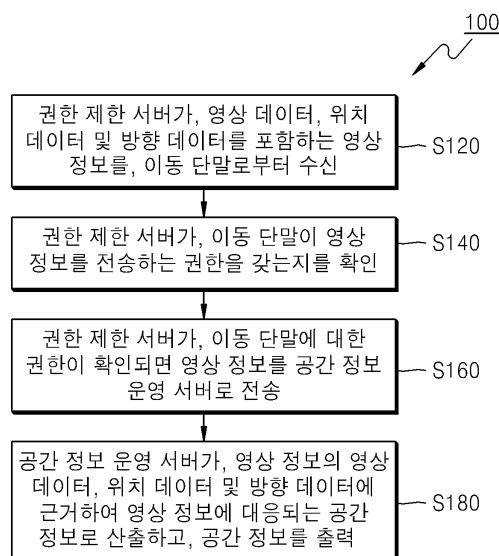 100
권한 제한 서버가, 영상 데이터, 위치
데이터 및 방향 데이터를 포함하는 영상
정보를, 이동 단말로부터 수신
S120
권한 제한 서버가, 이동 단말이 영상
정보를 전송하는 권한을 갖는지를 확인
S140
권한 제한 서버가, 이동 단말에 대한
권한이 확인되면 영상 정보를 공간 정보
운영 서버로 전송
S160
공간 정보 운영 서버가, 영상 정보의 영상
데이터, 위치 데이터 및 방향 데이터에
근거하여 영상 정보에 대응되는 공간
정보로 산출하고, 공간 정보를 출력
S180